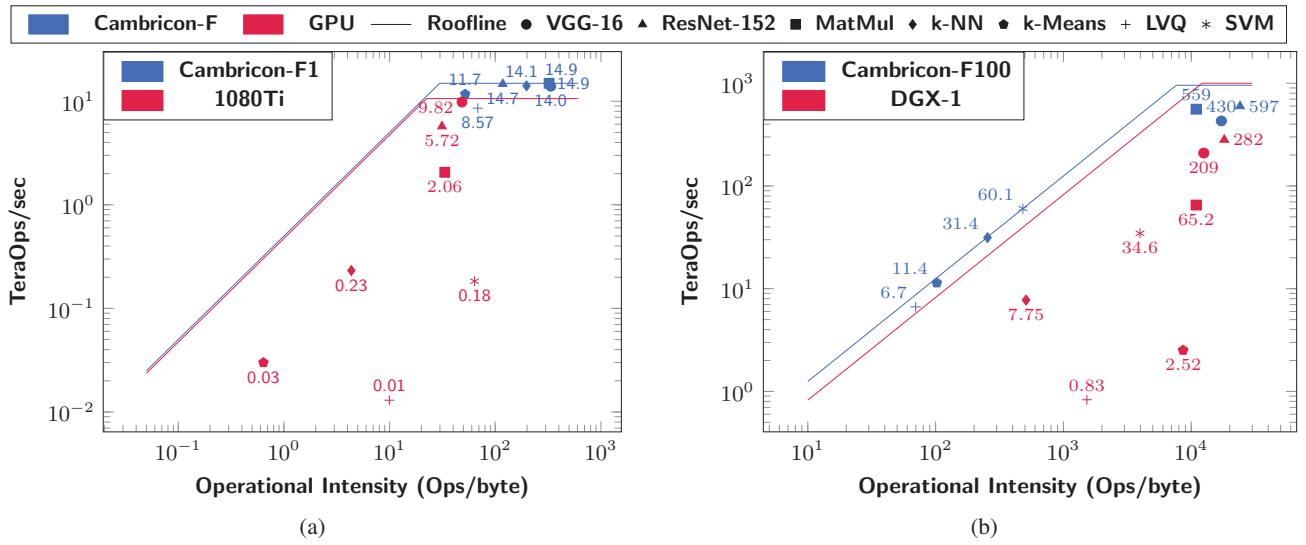 Cambricon-F GPU Roofline VGG-16 ResNet-152 MatMul k-NN k-Means LVQ SVM
Cambricon-F1
1080Ti
TeraOps/sec
10^1
10^0
10^−1
10^−2
11.7
14.1
14.9
14.9
14.7
14.0
9.82
8.57
5.72
2.06
0.23
0.18
0.03
0.01
10^−1 10^0 10^1 10^2 10^3
Operational Intensity (Ops/byte)
(a)
Cambricon-F100
DGX-1
TeraOps/sec
10^3
10^2
10^1
10^0
559
430
597
282
209
60.1
65.2
31.4
34.6
11.4
6.7
7.75
2.52
0.83
10^1 10^2 10^3 10^4
Operational Intensity (Ops/byte)
(b)